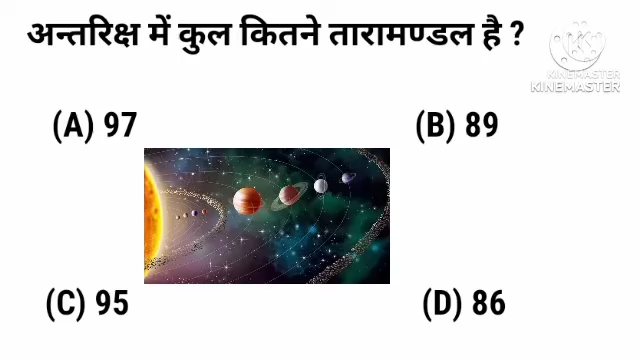 अन्तरिक्ष में कुल कितने तारामण्डल है ?
KINEMASTER
KINEMASTER
(A) 97
(B) 89
(C) 95
(D) 86